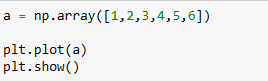 a = np.array([1,2,3,4,5,6])
plt.plot(a)
plt.show()